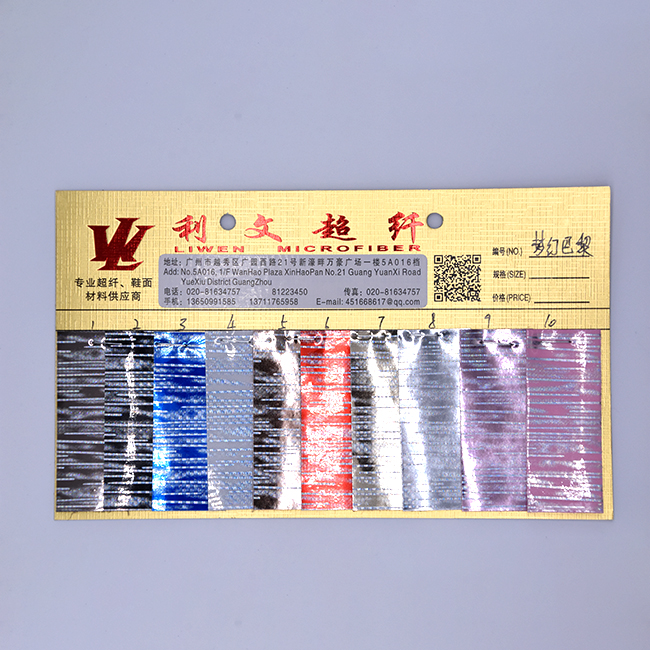 利文超纤
LIWEN MICROFIBER
专业超纤、鞋面
材料供应商
地址：广州市越秀区广园西路21号新濠畔万豪广场一楼5A016档
Add: No.5A016, 1/F WanHao Plaza XinHaoPan No.21 Guang YuanXi Road
YueXiu District GuangZhou
电话：020-81634757 81223450 传真：020-81634757
手机：13650991585 13711765958 E-mail: 451668617@qq.com
编号(NO.) 梦幻巴黎
规格(SIZE)
价格(PRICE)
1 2 3 4 5 6 7 8 9 10